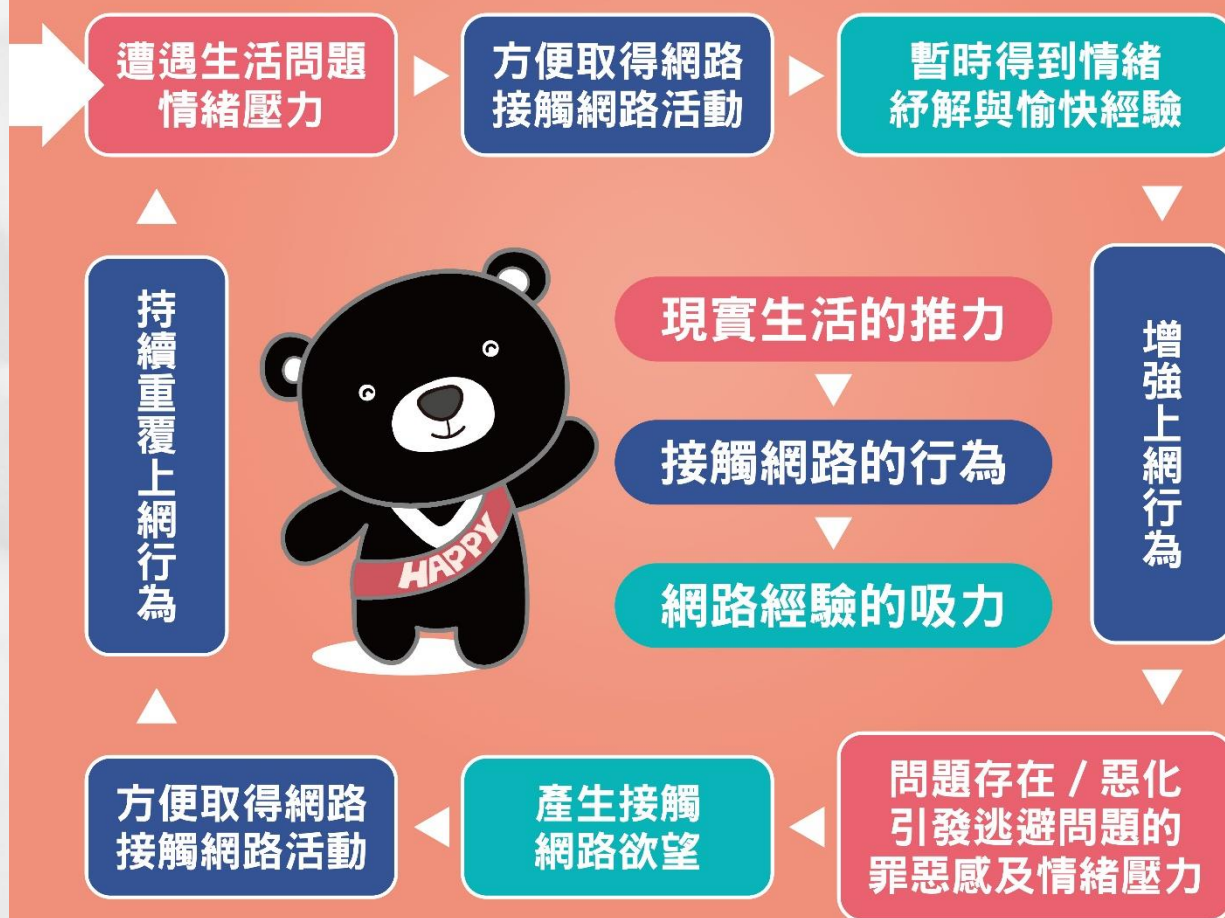 遭遇生活問題
情緒壓力
方便取得網路
接觸網路活動
暫時得到情緒
紓解與愉快經驗
增強上網行為
問題存在 / 惡化
引發逃避問題的
罪惡感及情緒壓力
產生接觸
網路欲望
方便取得網路
接觸網路活動
持續重覆上網行為
現實生活的推力
接觸網路的行為
網路經驗的吸力
HAPPY